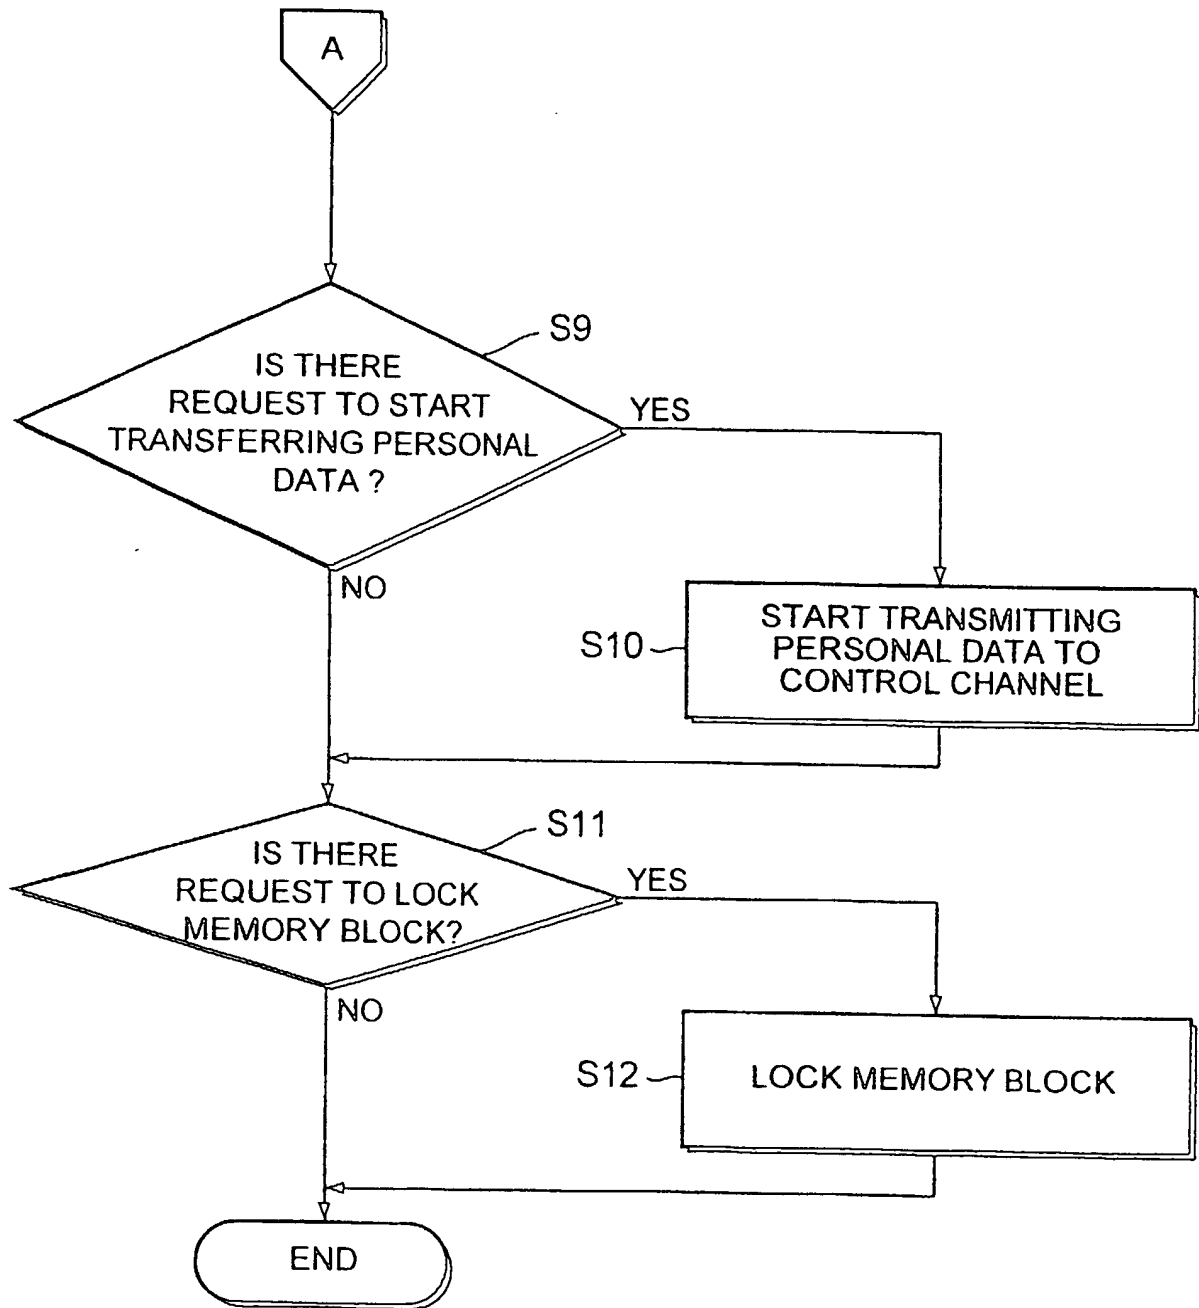 A
S9
IS THERE
REQUEST TO START
TRANSFERRING PERSONAL
DATA ?
YES
NO
S10
START TRANSMITTING
PERSONAL DATA TO
CONTROL CHANNEL
S11
IS THERE
REQUEST TO LOCK
MEMORY BLOCK?
YES
NO
S12
LOCK MEMORY BLOCK
END